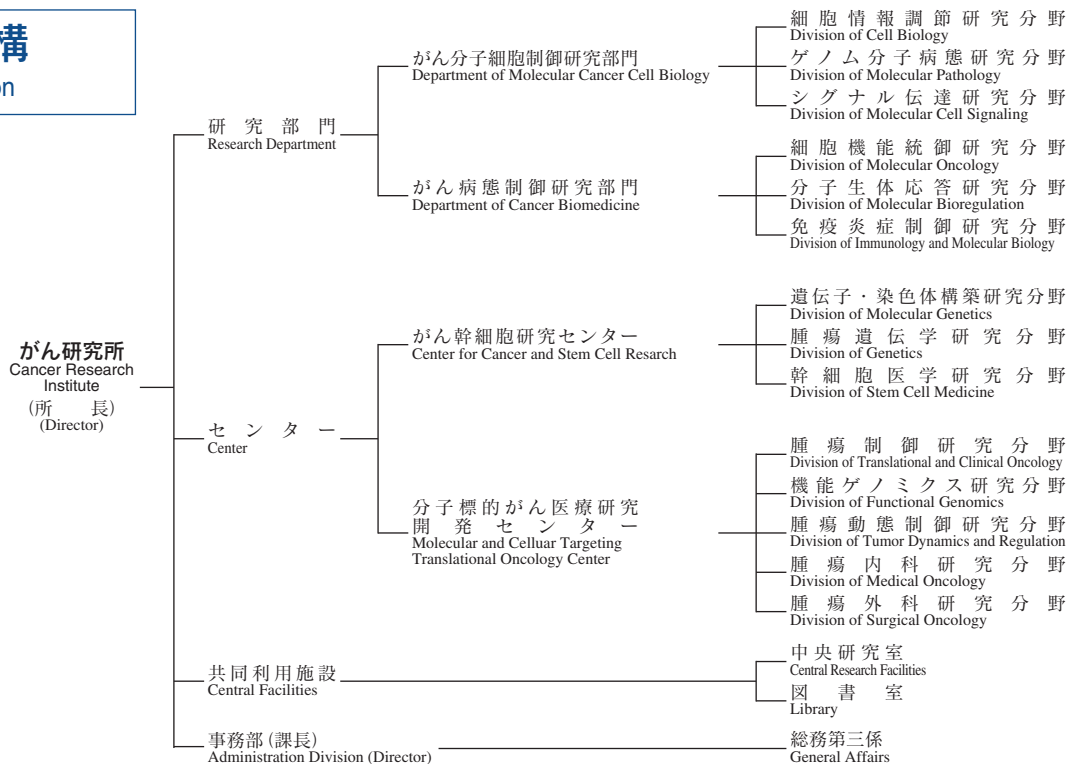 構
on
がん研究所
Cancer Research
Institute
(所 長)
(Director)
研究部門
Research Department
がん分子細胞制御研究部門
Department of Molecular Cancer Cell Biology
細胞情報調節研究分野
Division of Cell Biology
ゲノム分子病態研究分野
Division of Molecular Pathology
シグナル伝達研究分野
Division of Molecular Cell Signaling
がん病態制御研究部門
Department of Cancer Biomedicine
細胞機能統御研究分野
Division of Molecular Oncology
分子生体応答研究分野
Division of Molecular Bioregulation
免疫炎症制御研究分野
Division of Immunology and Molecular Biology
センター
Center
がん幹細胞研究センター
Center for Cancer and Stem Cell Resarch
遺伝子・染色体構築研究分野
Division of Molecular Genetics
腫瘍遺伝学研究分野
Division of Genetics
幹細胞医学研究分野
Division of Stem Cell Medicine
分子標的がん医療研究
開発センター
Molecular and Celluar Targeting
Translational Oncology Center
腫瘍制御研究分野
Division of Translational and Clinical Oncology
機能ゲノミクス研究分野
Division of Functional Genomics
腫瘍動態制御研究分野
Division of Tumor Dynamics and Regulation
腫瘍内科研究分野
Division of Medical Oncology
腫瘍外科研究分野
Division of Surgical Oncology
共同利用施設
Central Facilities
中央研究室
Central Research Facilities
図書室
Library
事務部(課長)
Administration Division (Director)
総務第三係
General Affairs